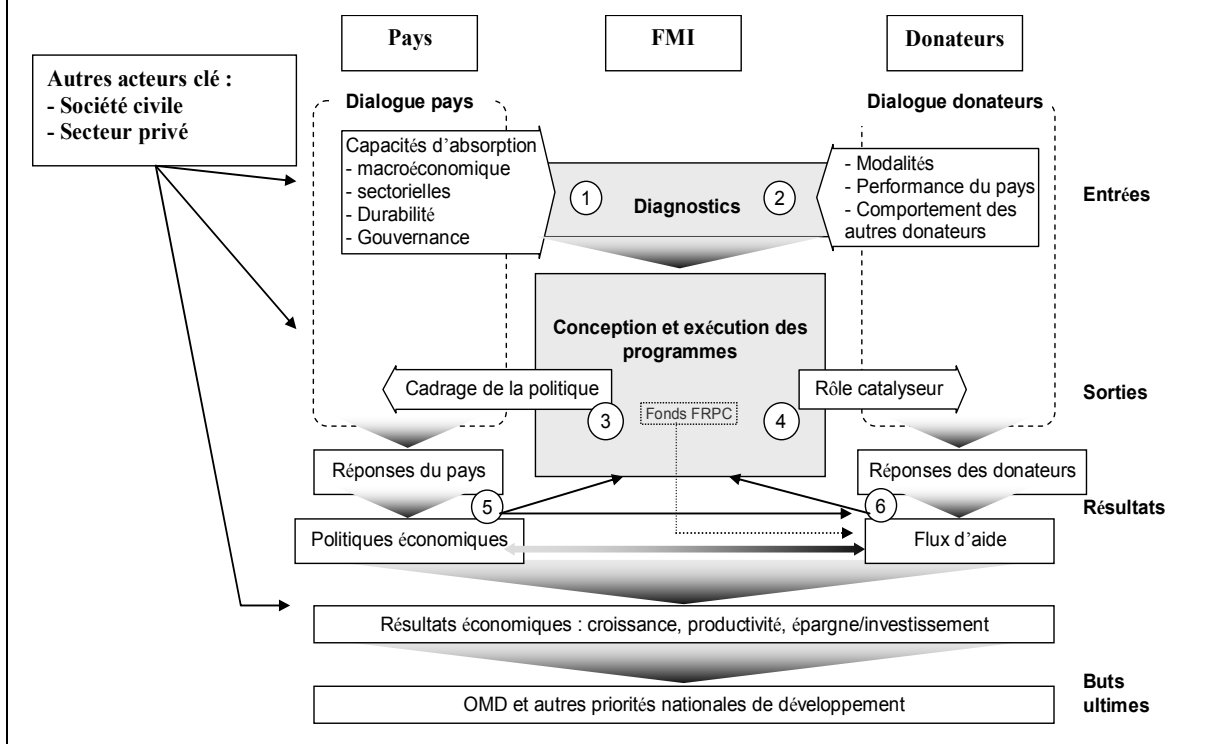 Pays
FMI
Donateurs
Autres acteurs clé :
- Société civile
- Secteur privé
Dialogue pays
Dialogue donateurs
Capacités d'absorption
- macroéconomique
- sectorielles
- Durabilité
- Gouvernance
1
Diagnostics
2
- Modalités
- Performance du pays
- Comportement des
autres donateurs
Entrées
Conception et exécution des
programmes
Cadrage de la politique
Rôle catalyseur
Sorties
3
Fonds FRPC
4
Réponses du pays
Réponses des donateurs
5
6
Résultats
Politiques économiques
Flux d'aide
Résultats économiques : croissance, productivité, épargne/investissement
Buts
ultimes
OMD et autres priorités nationales de développement